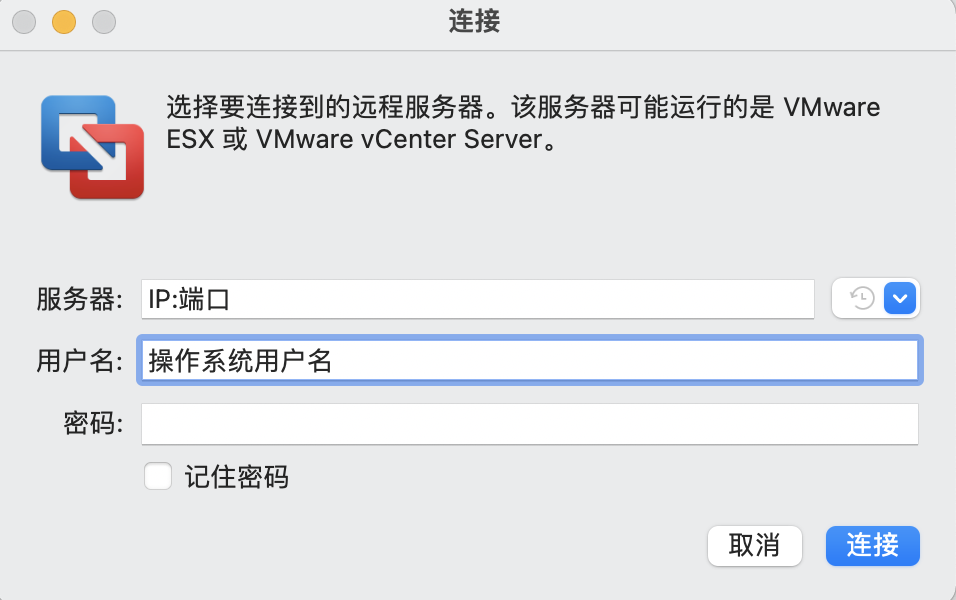 连接
选择要连接到的远程服务器。该服务器可能运行的是 VMware
ESX 或 VMware vCenter Server。
服务器: IP:端口
用户名: 操作系统用户名
密码:
记住密码
取消 连接